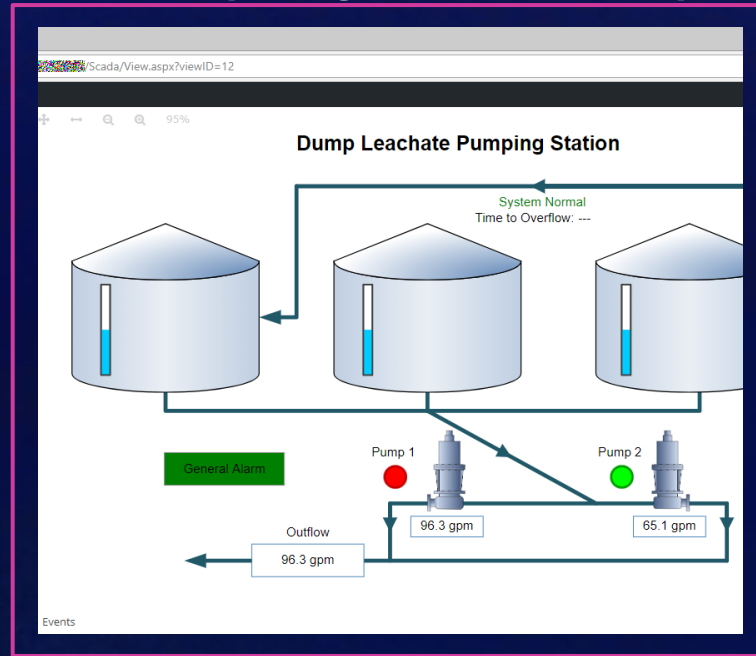 /Scada/View.aspx?viewID=12
95%
Dump Leachate Pumping Station
System Normal
Time to Overflow: ---
General Alarm
Pump 1
Pump 2
96.3 gpm
65.1 gpm
Outflow
96.3 gpm
Events